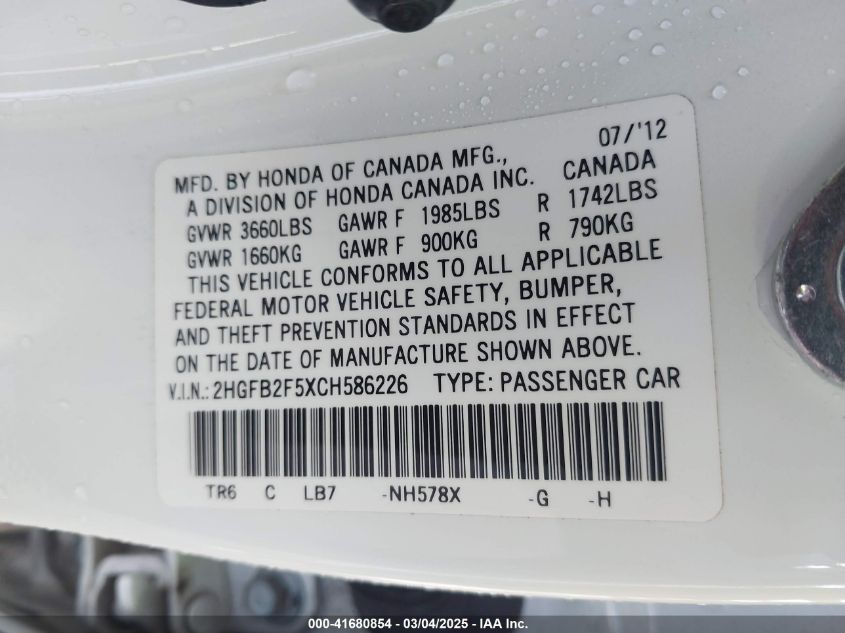 07/'12
MFD. BY HONDA OF CANADA MFG., CANADA
A DIVISION OF HONDA CANADA INC.
GVWR 3660LBS GAWR F 1985LBS R 1742LBS
GVWR 1660KG GAWR F 900KG R 790KG
THIS VEHICLE CONFORMS TO ALL APPLICABLE
FEDERAL MOTOR VEHICLE SAFETY, BUMPER,
AND THEFT PREVENTION STANDARDS IN EFFECT
ON THE DATE OF MANUFACTURE SHOWN ABOVE.
V.I.N.: 2HGFB2F5XCH586226 TYPE: PASSENGER CAR
TR6 C LB7 -NH578X -G -H
000-41680854 — 03/04/2025 — IAA Inc.